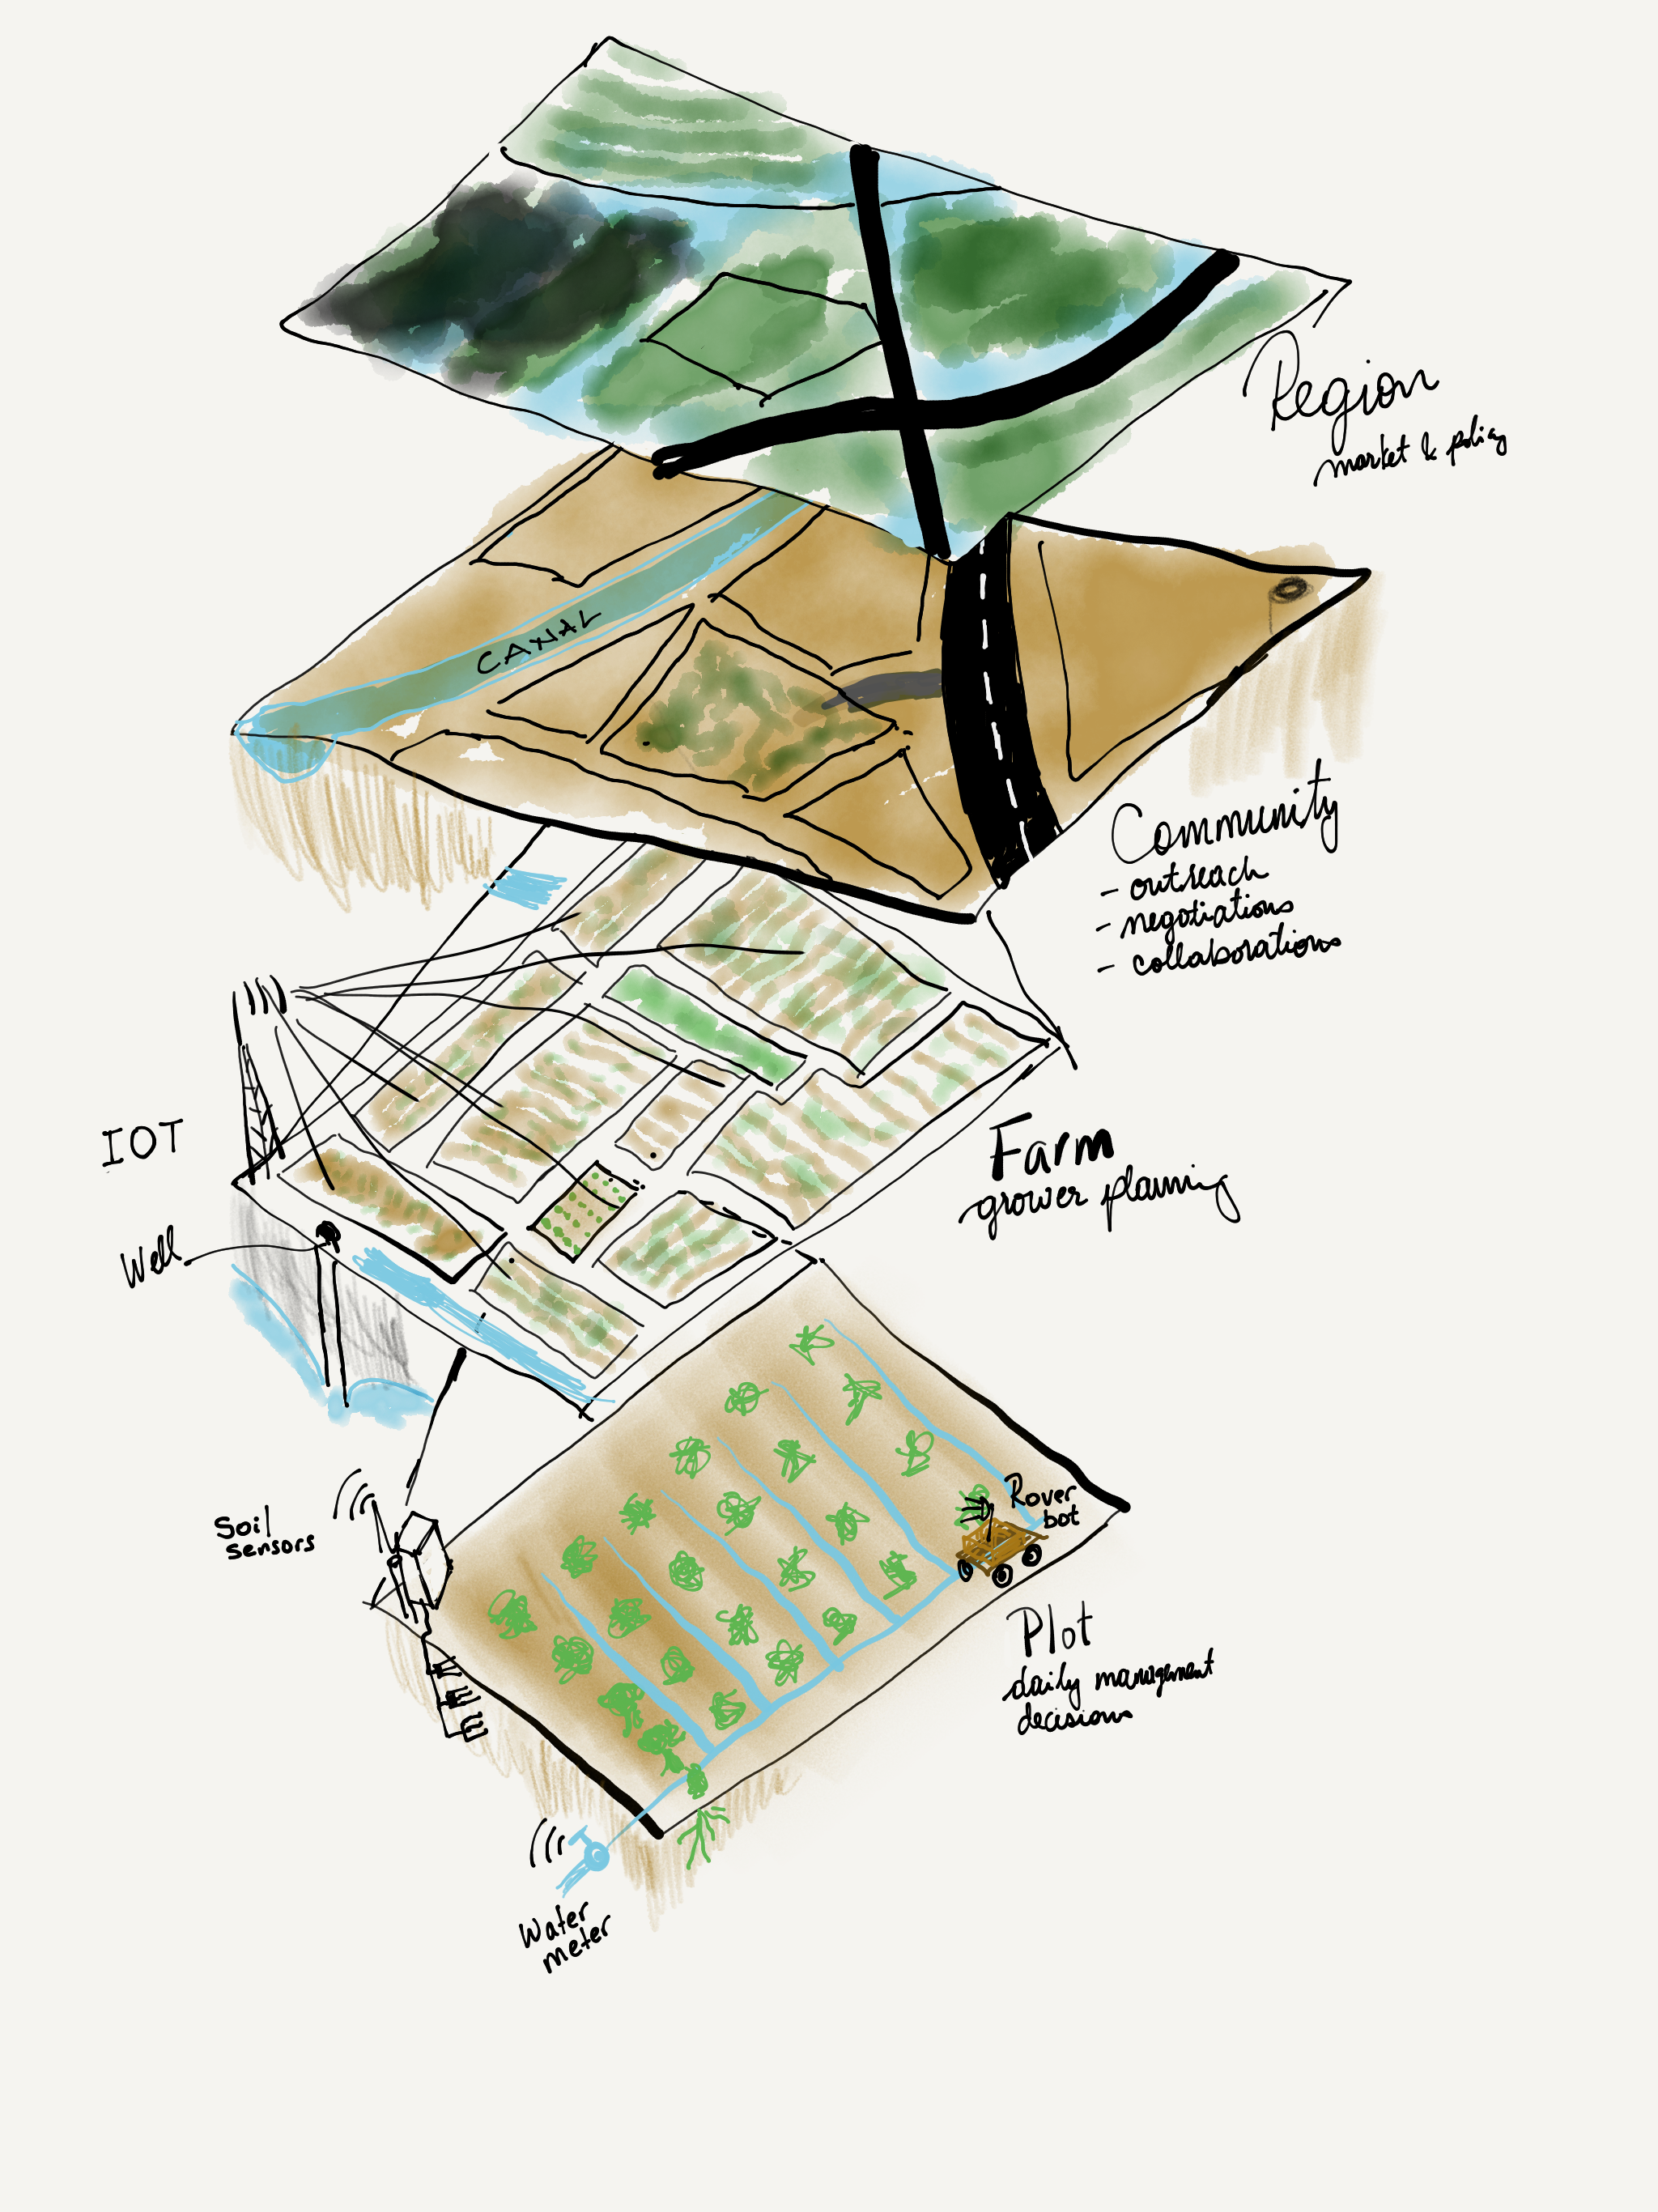 Region
market & policy
CANAL
Community
- outreach
- negotiations
- collaborations
IOT
Farm
grower planning
Well
Soil
sensors
Rover
bot
Plot
daily management
decisions
Water
meter